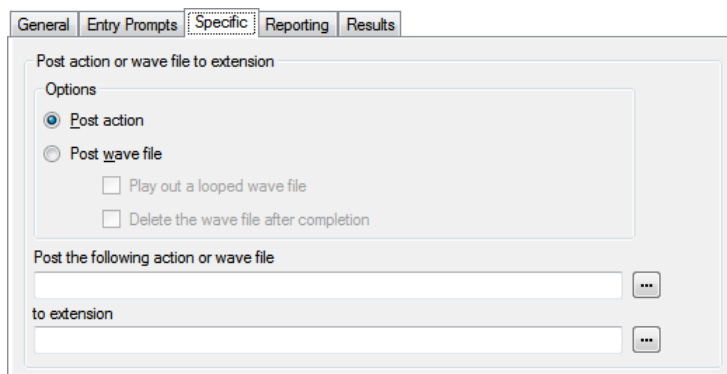 General Entry Prompts Specific Reporting Results
Post action or wave file to extension
Options
Post action
Post wave file
Play out a looped wave file
Delete the wave file after completion
Post the following action or wave file
...
to extension
...